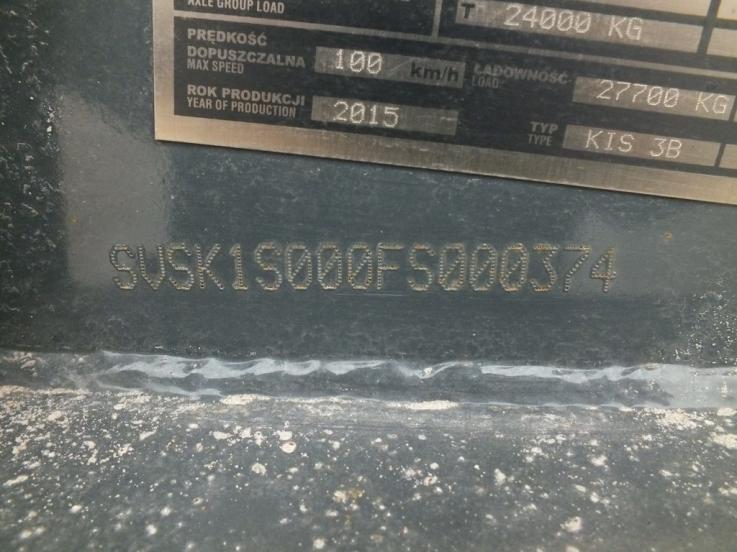 AXLE GROUP LOAD
T 24000 KG
PRĘDKOŚĆ
DOPUSZCZALNA
MAX SPEED
100 km/h
ŁADOWNOŚĆ
LOAD
27700 KG
ROK PRODUKCJI
YEAR OF PRODUCTION
2015
TYP
TYPE
KIS 3B
SVSK1S000FS000374